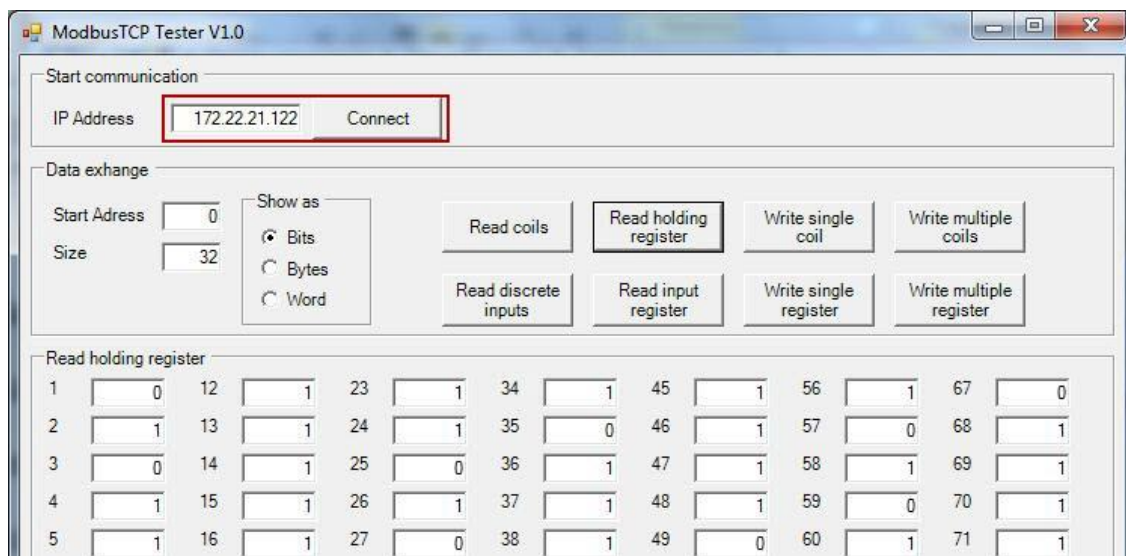 ModbusTCP Tester V1.0
Start communication
IP Address 172.22.21.122 Connect
Data exhange
Start Adress 0
Size 32
Show as
Bits
Bytes
Word
Read coils
Read holding
register
Write single
coil
Write multiple
coils
Read discrete
inputs
Read input
register
Write single
register
Write multiple
register
Read holding register
1 0 12 1 23 1 34 1 45 1 56 1 67 0
2 1 13 1 24 1 35 0 46 1 57 0 68 1
3 0 14 1 25 0 36 1 47 1 58 1 69 1
4 1 15 1 26 1 37 1 48 1 59 0 70 1
5 1 16 1 27 0 38 1 49 0 60 1 71 1